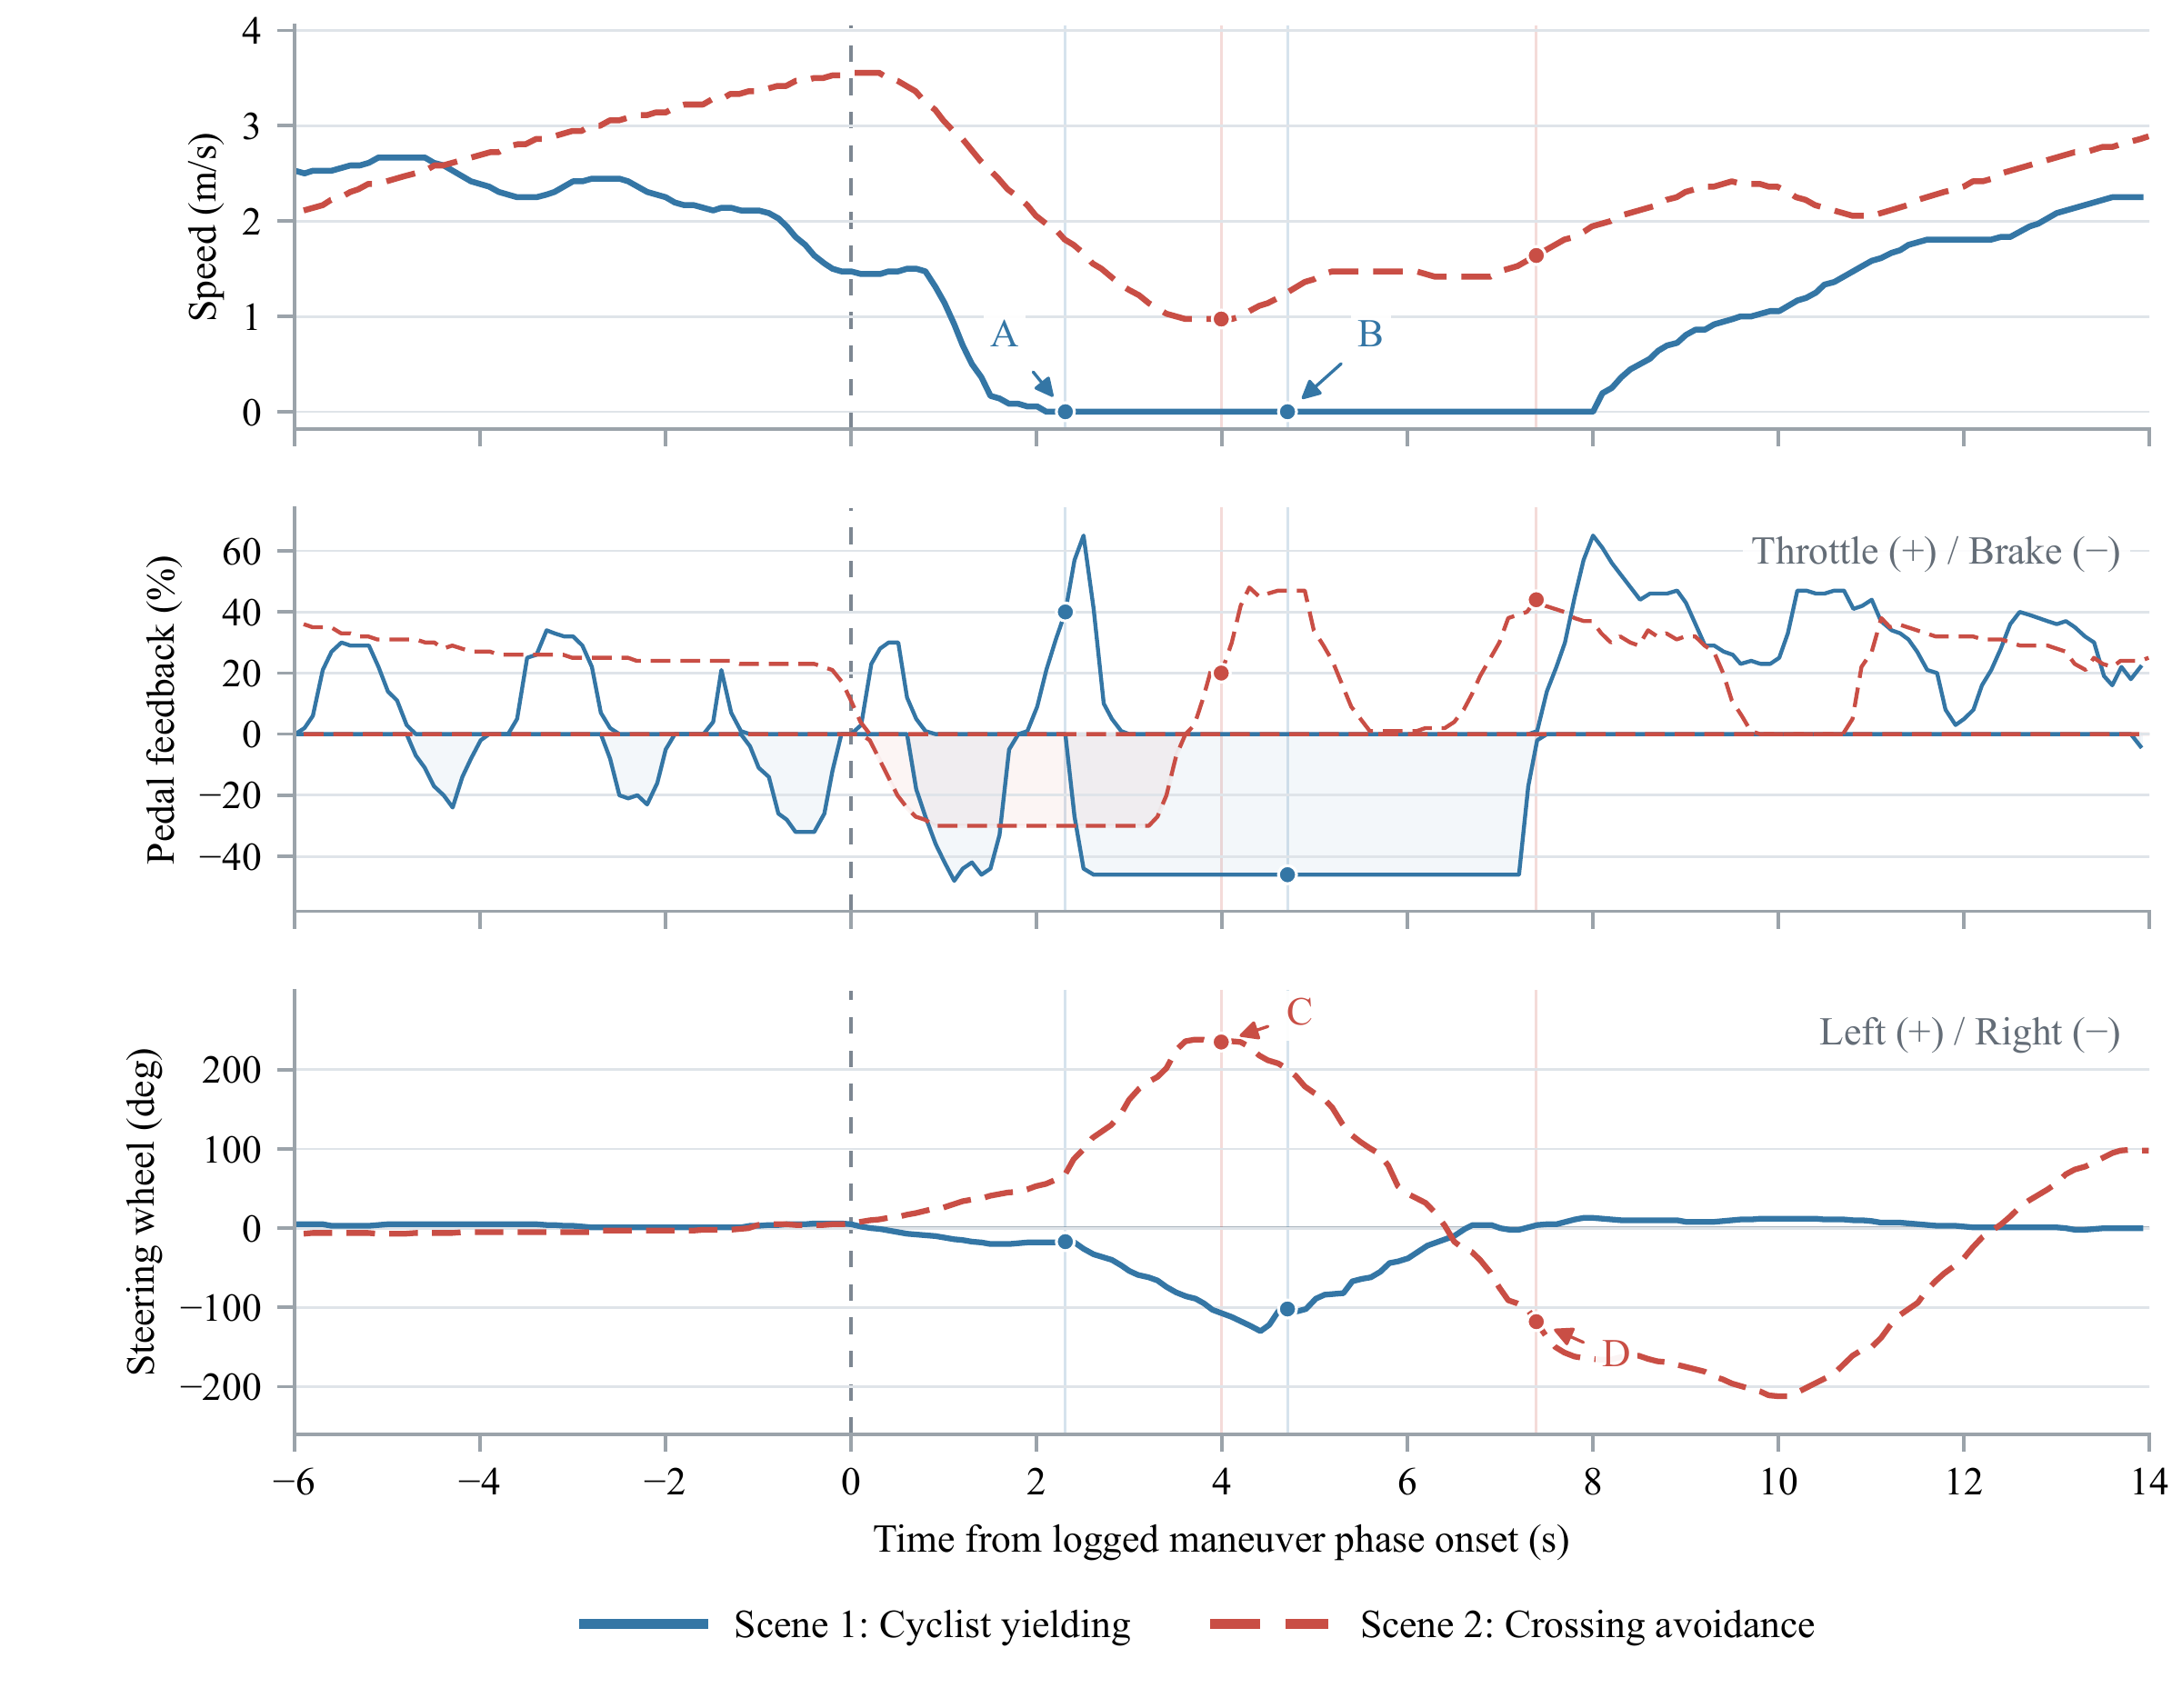 4
3
2
1
0
Speed (m/s)
A
B
60
40
20
0
−20
−40
Pedal feedback (%)
Throttle (+) / Brake (−)
200
100
0
−100
−200
Steering wheel (deg)
Left (+) / Right (−)
C
D
−6 −4 −2 0 2 4 6 8 10 12 14
Time from logged maneuver phase onset (s)
Scene 1: Cyclist yielding
Scene 2: Crossing avoidance